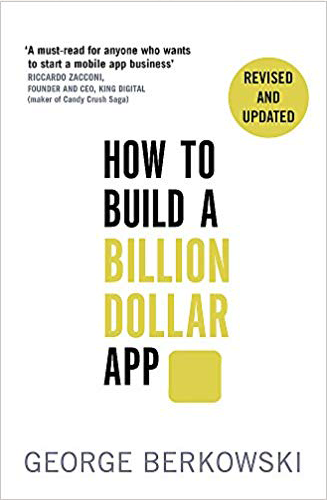 ‘A must-read for anyone who wants
to start a mobile app business’
RICCARDO ZACCONI,
FOUNDER AND CEO, KING DIGITAL
(maker of Candy Crush Saga)
REVISED
AND
UPDATED
HOW TO
BUILD A
BILLION
DOLLAR
APP
GEORGE BERKOWSKI